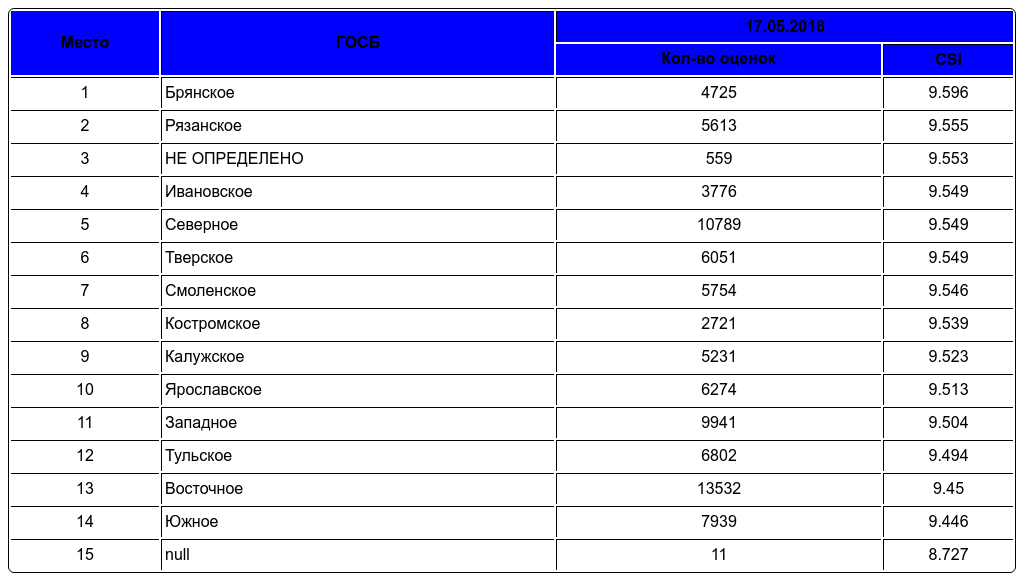 Место ГОСБ 17.05.2018
Кол-во оценок CSI
1 Брянское 4725 9.596
2 Рязанское 5613 9.555
3 НЕ ОПРЕДЕЛЕНО 559 9.553
4 Ивановское 3776 9.549
5 Северное 10789 9.549
6 Тверское 6051 9.549
7 Смоленское 5754 9.546
8 Костромское 2721 9.539
9 Калужское 5231 9.523
10 Ярославское 6274 9.513
11 Западное 9941 9.504
12 Тульское 6802 9.494
13 Восточное 13532 9.45
14 Южное 7939 9.446
15 null 11 8.727